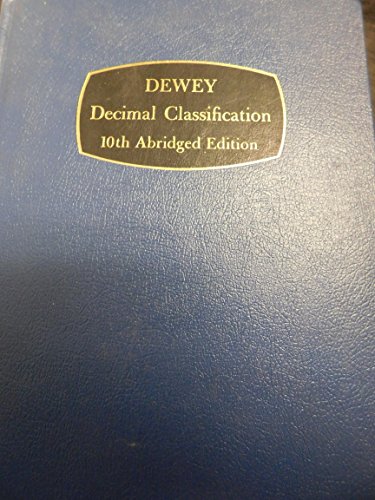 DEWEY
Decimal Classification
10th Abridged Edition